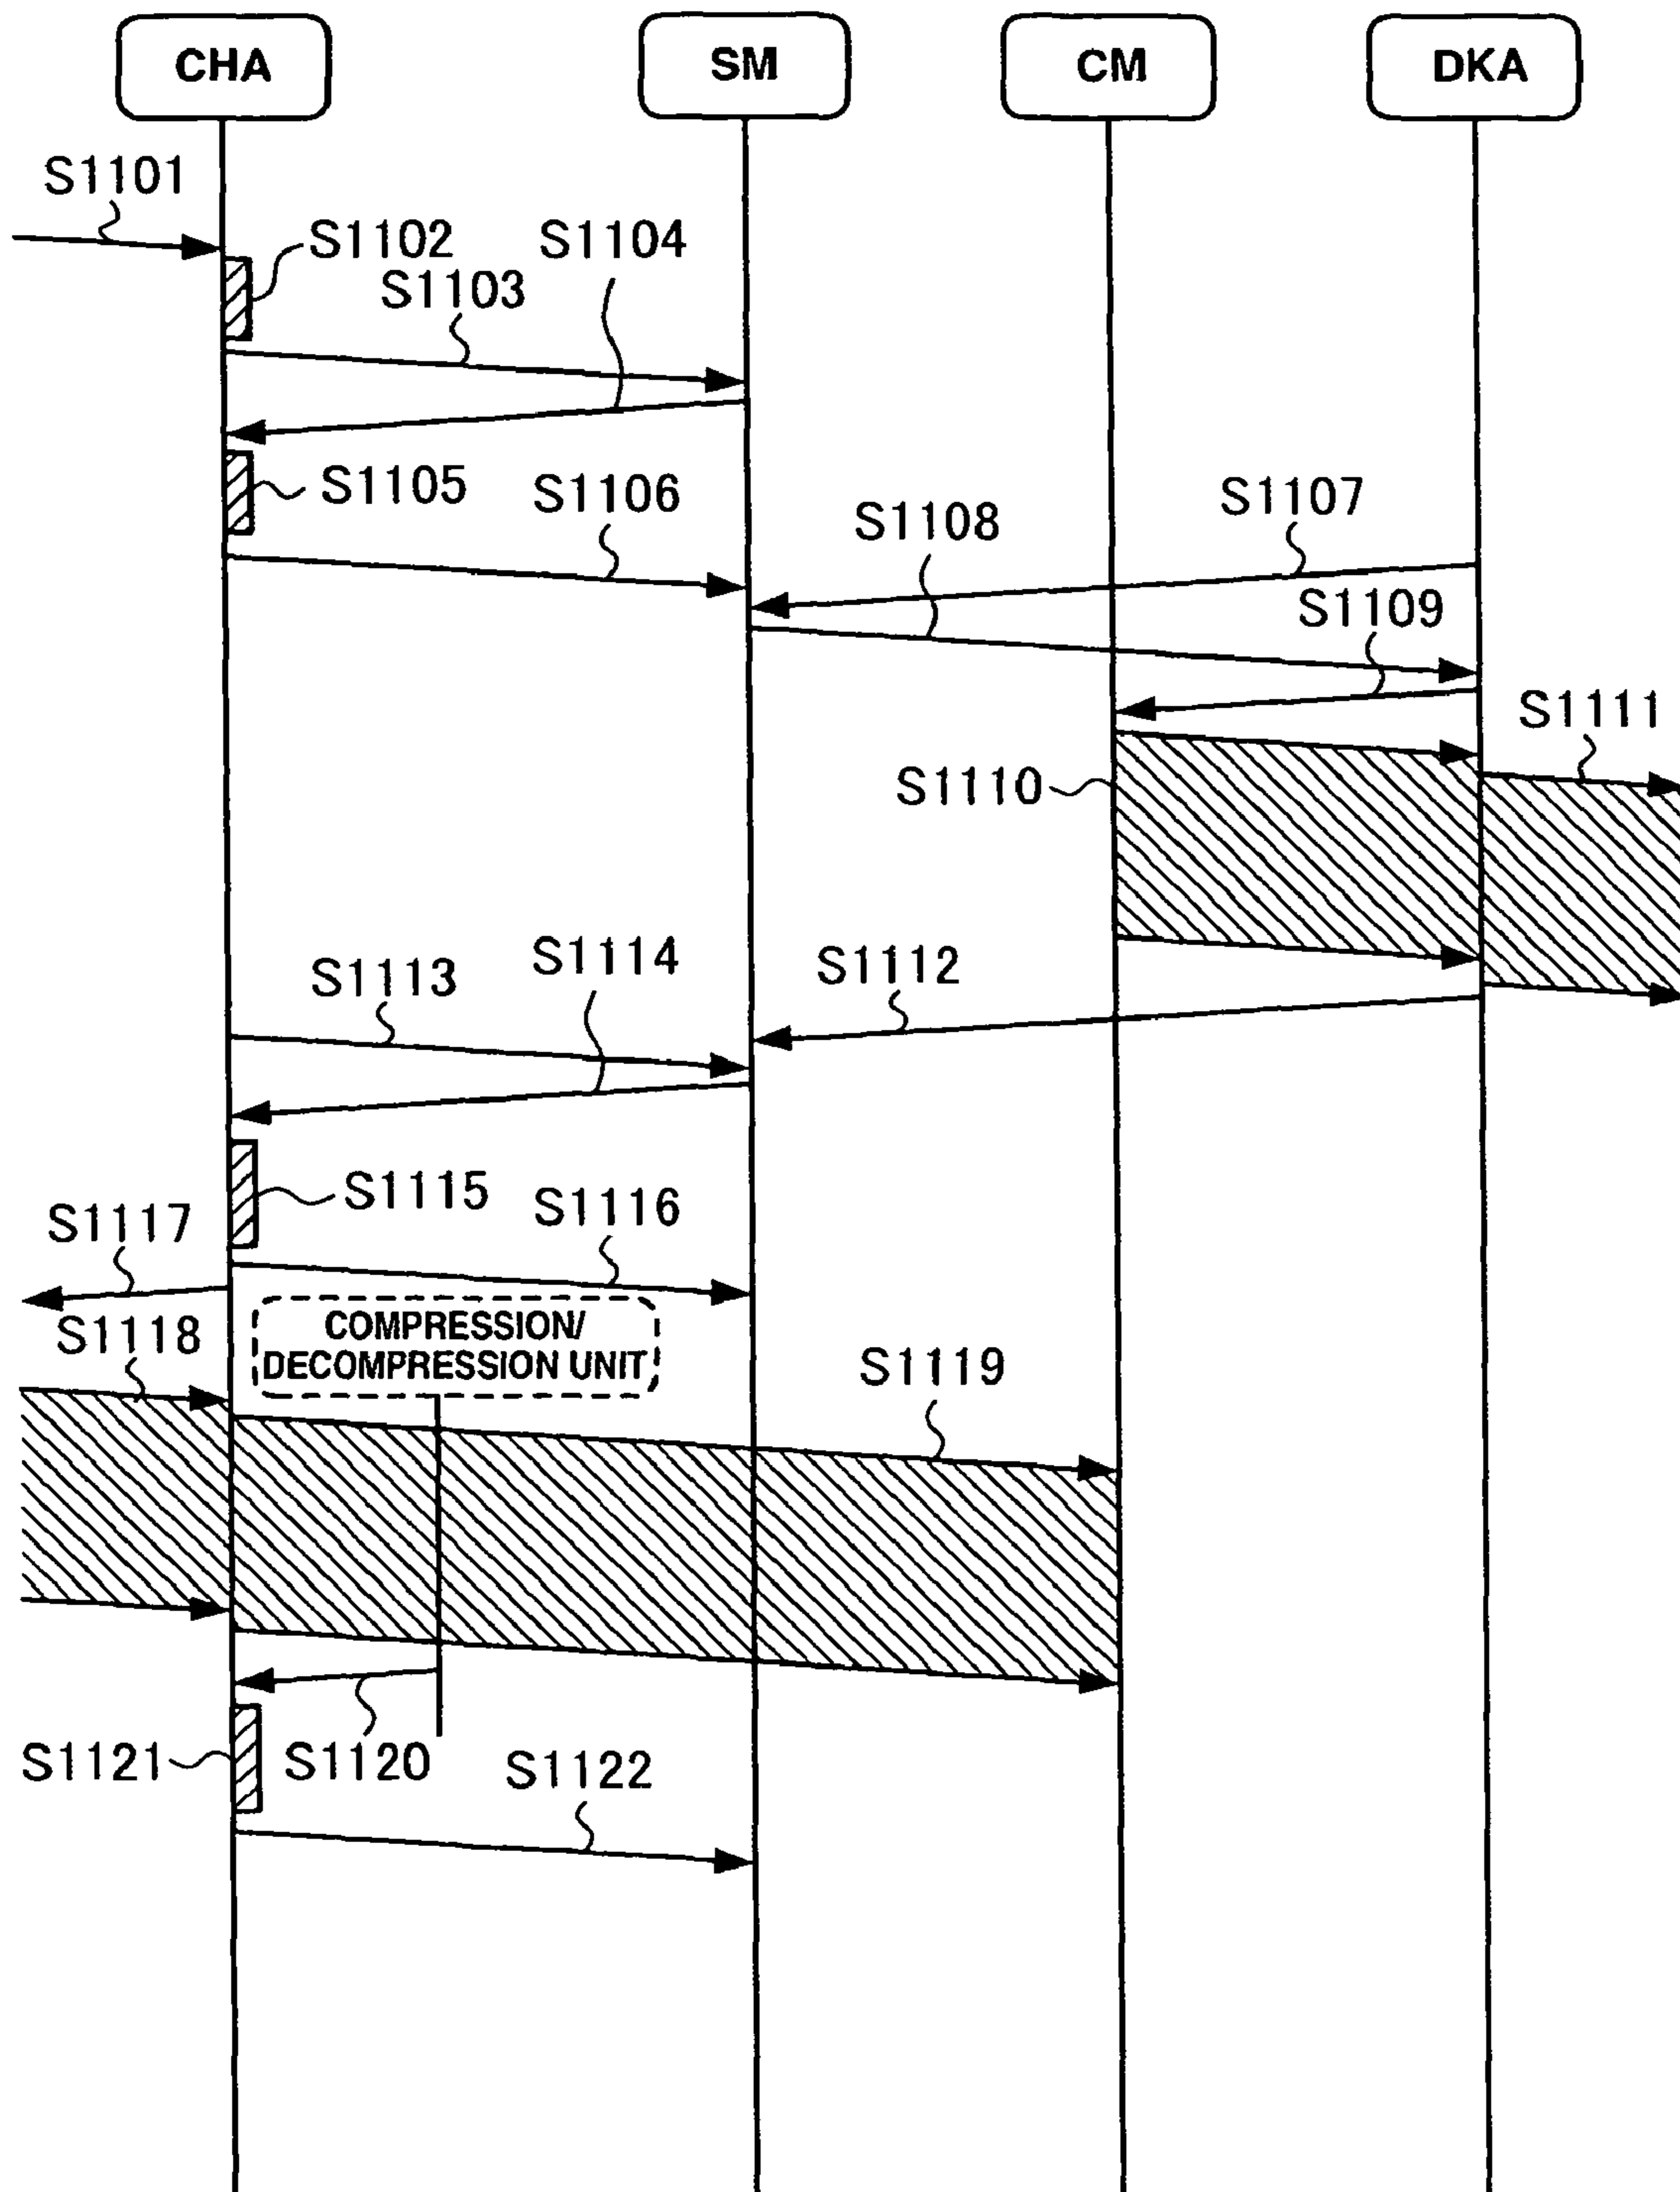 CHA
SM
CM
DKA
S1101
S1102
S1104
S1103
S1105
S1106
S1107
S1108
S1109
S1111
S1110
S1114
S1112
S1113
S1115
S1116
S1117
COMPRESSION/
DECOMPRESSION UNIT
S1118
S1119
S1121
S1120
S1122